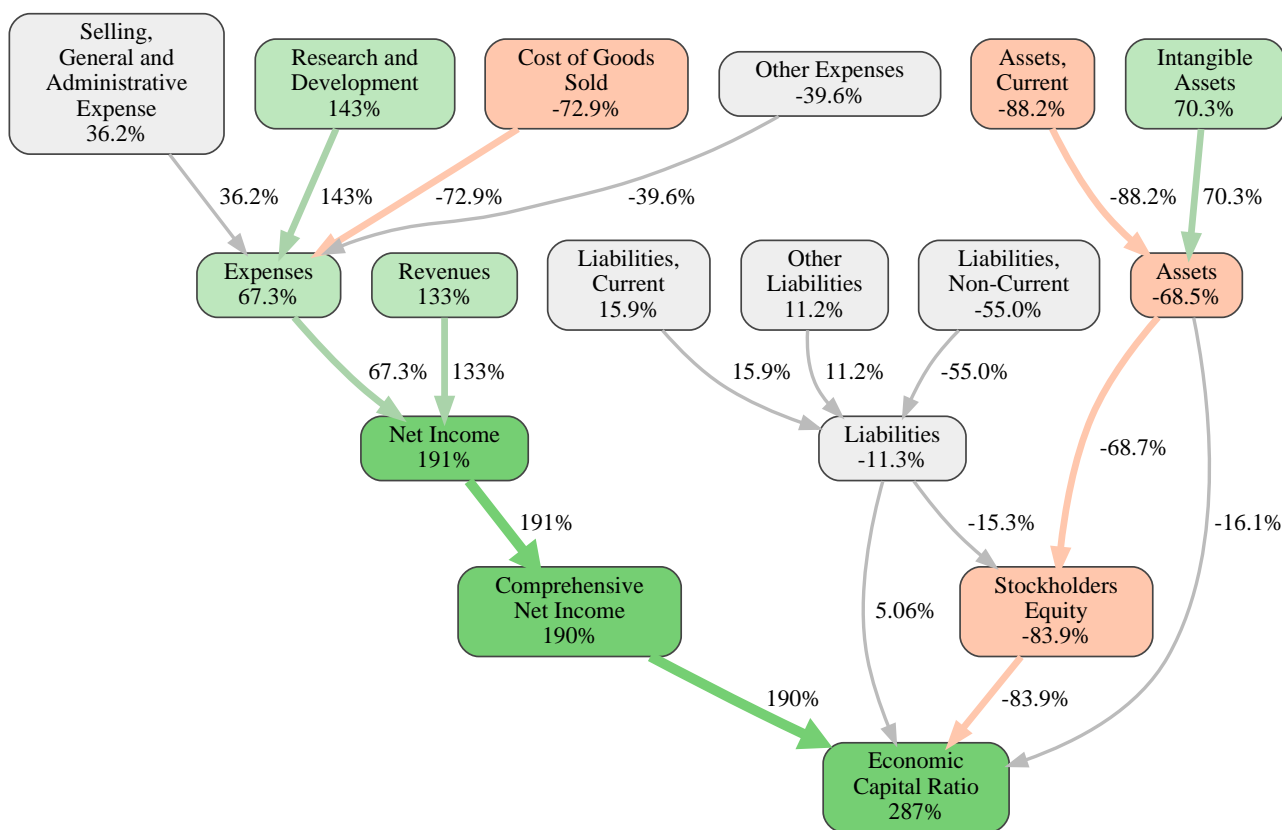 Selling,
General and
Administrative
Expense
36.2%
Research and
Development
143%
Cost of Goods
Sold
-72.9%
Other Expenses
-39.6%
Assets,
Current
-88.2%
Intangible
Assets
70.3%
36.2%
143%
-72.9%
-39.6%
-88.2%
70.3%
Expenses
67.3%
Revenues
133%
Liabilities,
Current
15.9%
Other
Liabilities
11.2%
Liabilities,
Non-Current
-55.0%
Assets
-68.5%
67.3%
133%
15.9%
11.2%
-55.0%
Net Income
191%
Liabilities
-11.3%
-68.7%
191%
-15.3%
-16.1%
Comprehensive
Net Income
190%
5.06%
Stockholders
Equity
-83.9%
190%
-83.9%
Economic
Capital Ratio
287%